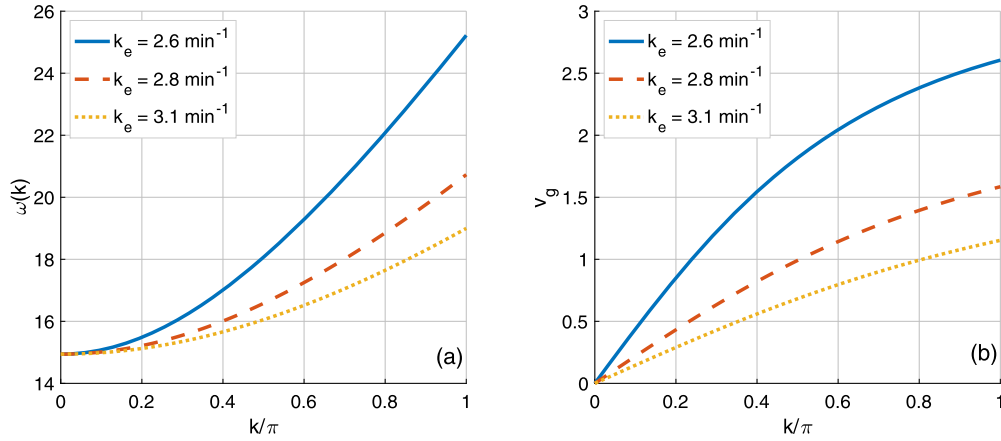 26
24
22
20
18
16
14
ω(k)
k_e = 2.6 min^-1
k_e = 2.8 min^-1
k_e = 3.1 min^-1
(a)
0 0.2 0.4 0.6 0.8 1
k/π
3
2.5
2
1.5
1
0.5
0
v_g
k_e = 2.6 min^-1
k_e = 2.8 min^-1
k_e = 3.1 min^-1
(b)
0 0.2 0.4 0.6 0.8 1
k/π